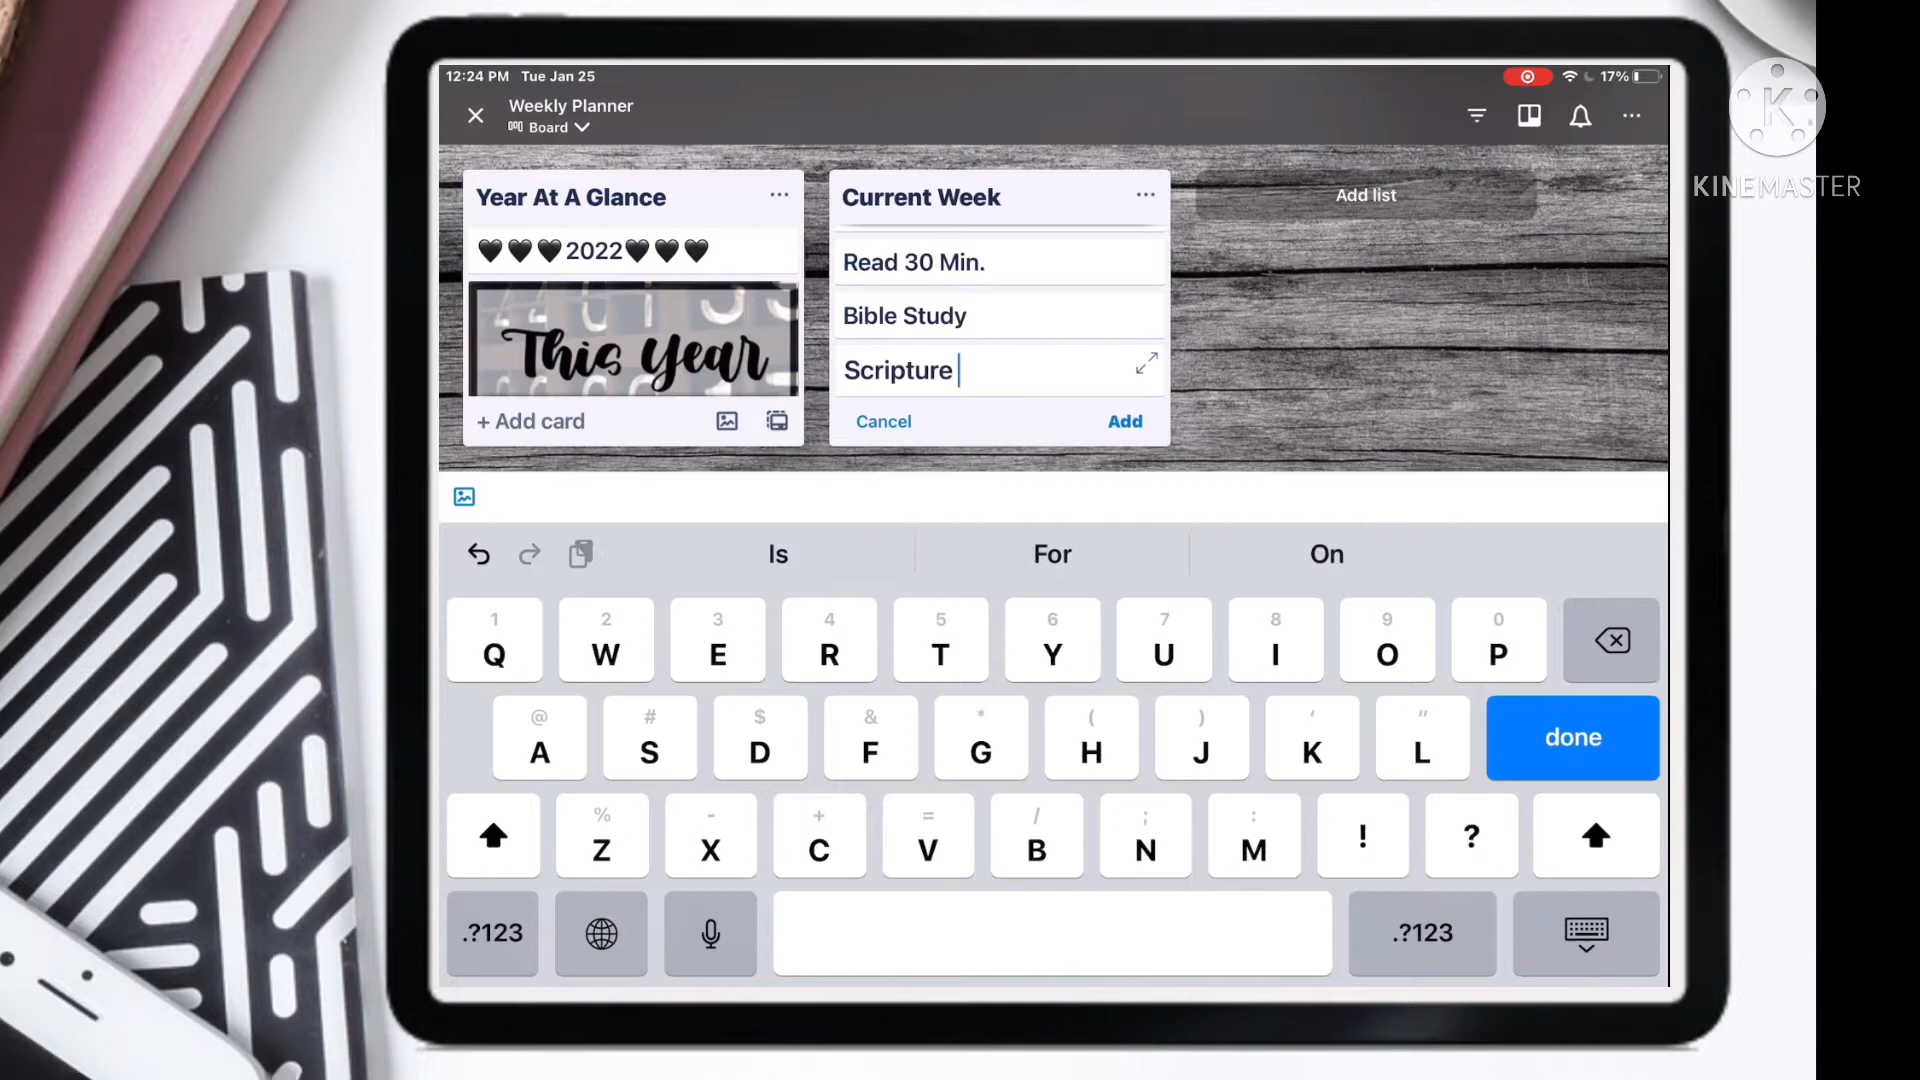 12:24 PM Tue Jan 25
17%
Weekly Planner
Board
Year At A Glance
🖤🖤🖤2022🖤🖤🖤
This Year
+ Add card
Current Week
Read 30 Min.
Bible Study
Scripture
Cancel
Add
Add list
K
KINEMASTER
Is
For
On
1 2 3 4 5 6 7 8 9 0
Q W E R T Y U I O P
@ # $ & * ( ) ' "
A S D F G H J K L
done
% - + = / ; :
Z X C V B N M ! ?
.?123
.?123